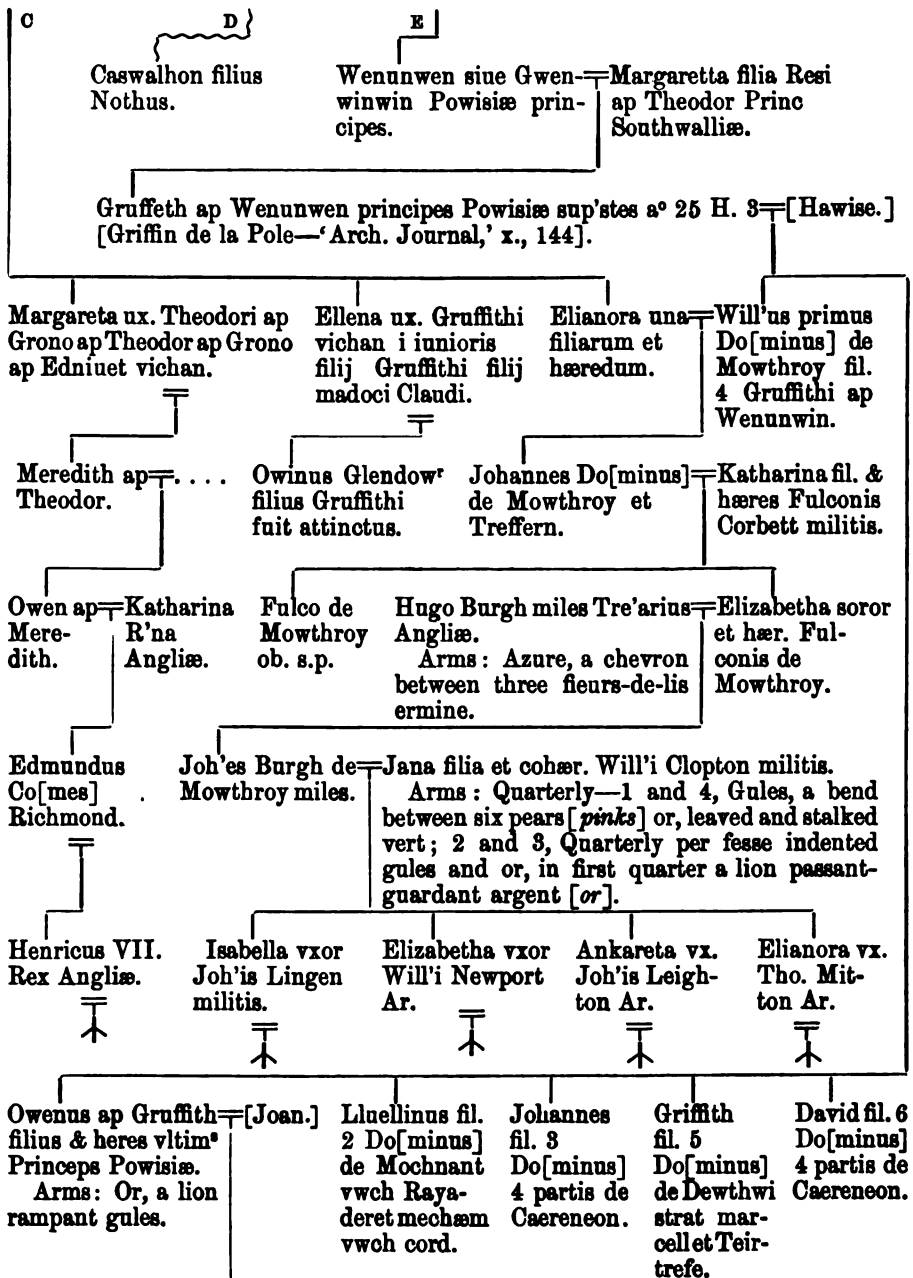 C
D
E
Caswalhon filius
Nothus.
Wenunwen siue Gwen-
winwin Powisiæ prin-
cipes.
Margaretta filia Resi
ap Theodor Princ
Southwalliæ.
Gruffeth ap Wenunwen principes Powisiæ sup'stes aº 25 H. 3
[Hawise.]
[Griffin de la Pole—'Arch. Journal,' x., 144].
Margareta ux. Theodori ap
Grono ap Theodor ap Grono
ap Edniuet vichan.
Ellena ux. Gruffithi
vichan i iunioris
filij Gruffithi filij
madoci Claudi.
Elianora una
filiarum et
hæredum.
Will'us primus
Do[minus] de
Mowthroy fil.
4 Gruffithi ap
Wenunwin.
Meredith ap
Theodor.
. . . .
Owinus Glendowʳ
filius Gruffithi
fuit attinctus.
Johannes Do[minus]
de Mowthroy et
Treffern.
Katharina fil. &
hæres Fulconis
Corbett militis.
Owen ap
Mere-
dith.
Katharina
R'na
Angliæ.
Fulco de
Mowthroy
ob. s.p.
Hugo Burgh miles Tre'arius
Angliæ.
Arms: Azure, a chevron
between three fleurs-de-lis
ermine.
Elizabetha soror
et hær. Ful-
conis de
Mowthroy.
Edmundus
Co[mes]
Richmond.
Joh'es Burgh de
Mowthroy miles.
Jana filia et cohær. Will'i Clopton militis.
Arms: Quarterly—1 and 4, Gules, a bend
between six pears [pinks] or, leaved and stalked
vert; 2 and 3, Quarterly per fesse indented
gules and or, in first quarter a lion passant-
guardant argent [or].
Henricus VII.
Rex Angliæ.
Isabella vxor
Joh'is Lingen
militis.
Elizabetha vxor
Will'i Newport
Ar.
Ankareta vx.
Joh'is Leigh-
ton Ar.
Elianora vx.
Tho. Mit-
ton Ar.
Owenus ap Gruffith
filius & heres vltimˢ
Princeps Powisiæ.
Arms: Or, a lion
rampant gules.
[Joan.]
Lluellinus fil.
2 Do[minus]
de Mochnant
vwch Raya-
deret mechæm
vwch cord.
Johannes
fil. 3
Do[minus]
4 partis de
Caereneon.
Griffith
fil. 5
Do[minus]
de Dewthwi
strat mar-
cell et Teir-
trefe.
David fil. 6
Do[minus]
4 partis de
Caereneon.